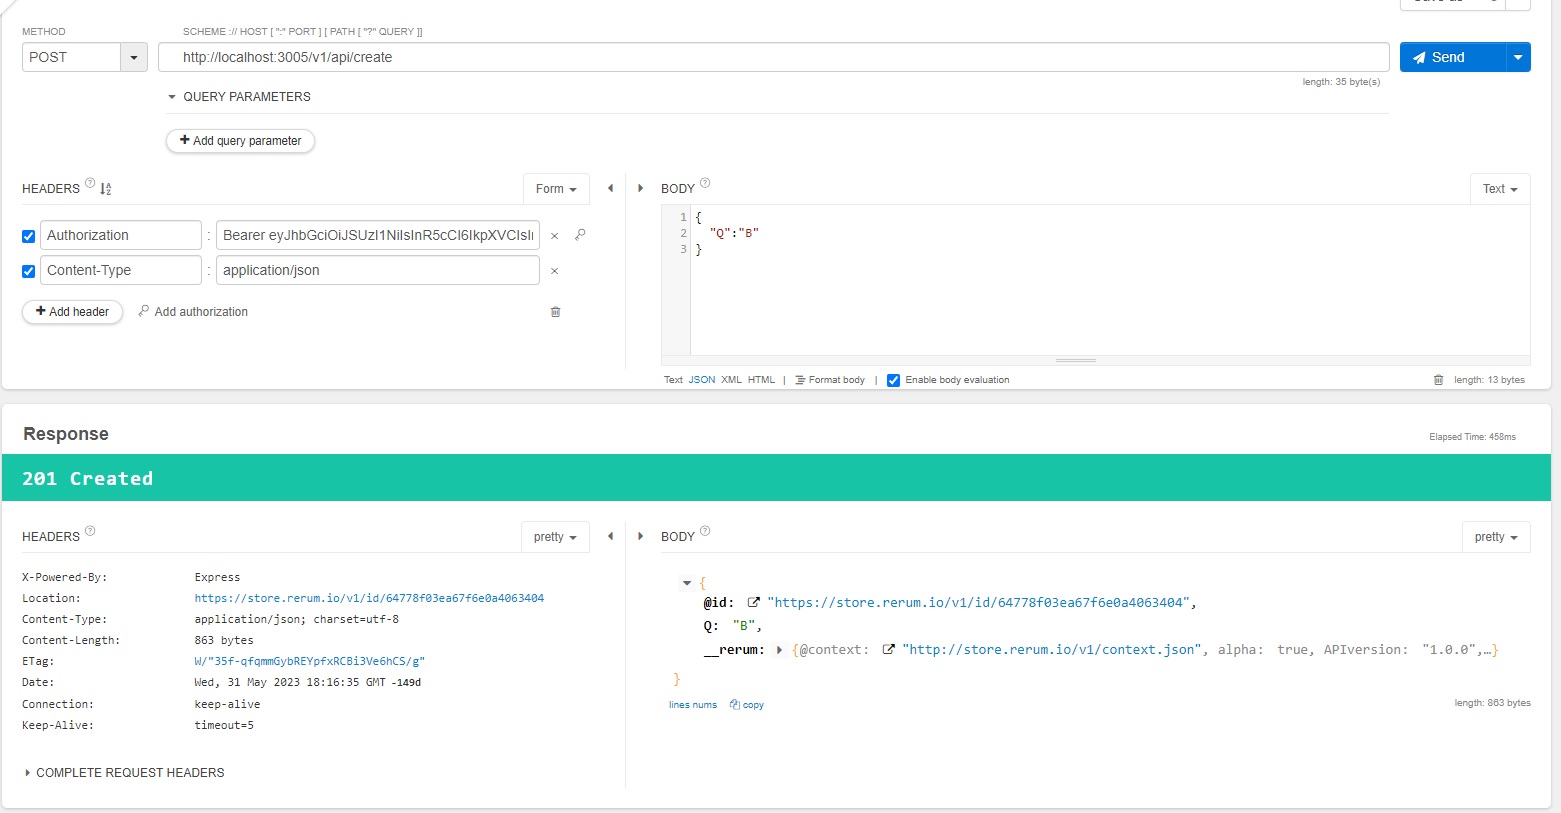 METHOD
SCHEME :// HOST [ ":" PORT ] [ PATH [ "?" QUERY ]]
POST
http://localhost:3005/v1/api/create
Send
length: 35 byte(s)
QUERY PARAMETERS
Add query parameter
HEADERS ?
Form
BODY ?
Text
Authorization : Bearer
Content-Type : application/json
Add header
Add authorization
1 {
2 "Q":"B"
3 }
Text JSON XML HTML | Format body | Enable body evaluation
length: 13 bytes
Response
Elapsed Time: 458ms
201 Created
HEADERS ?
pretty
BODY ?
pretty
X-Powered-By: Express
Location: https://store.rerum.io/v1/id/64778f03ea67f6e0a4063404
Content-Type: application/json; charset=utf-8
Content-Length: 863 bytes
ETag: W/"35f-qfqmmGybREYpfxRCBi3Ve6hCS/g"
Date: Wed, 31 May 2023 18:16:35 GMT -149d
Connection: keep-alive
Keep-Alive: timeout=5
COMPLETE REQUEST HEADERS
{
@id: "https://store.rerum.io/v1/id/64778f03ea67f6e0a4063404",
Q: "B",
__rerum: {@context: "http://store.rerum.io/v1/context.json", alpha: true, APIversion: "1.0.0",…}
}
lines nums
copy
length: 863 bytes